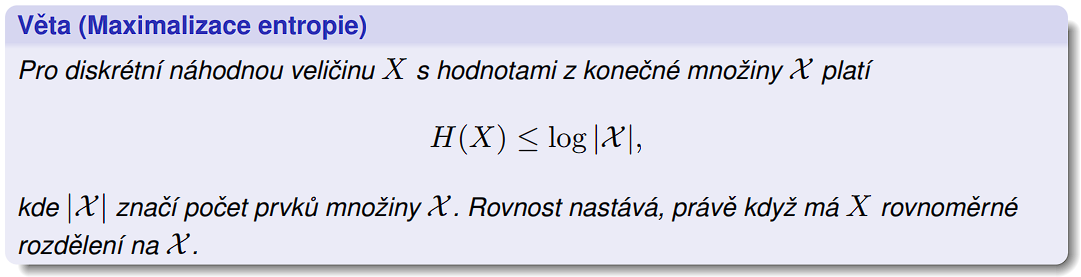 Věta (Maximalizace entropie)
Pro diskrétní náhodnou veličinu X s hodnotami z konečné množiny 𝒳 platí
H(X) ≤ log |𝒳|,
kde |𝒳| značí počet prvků množiny 𝒳. Rovnost nastává, právě když má X rovnoměrné
rozdělení na 𝒳.